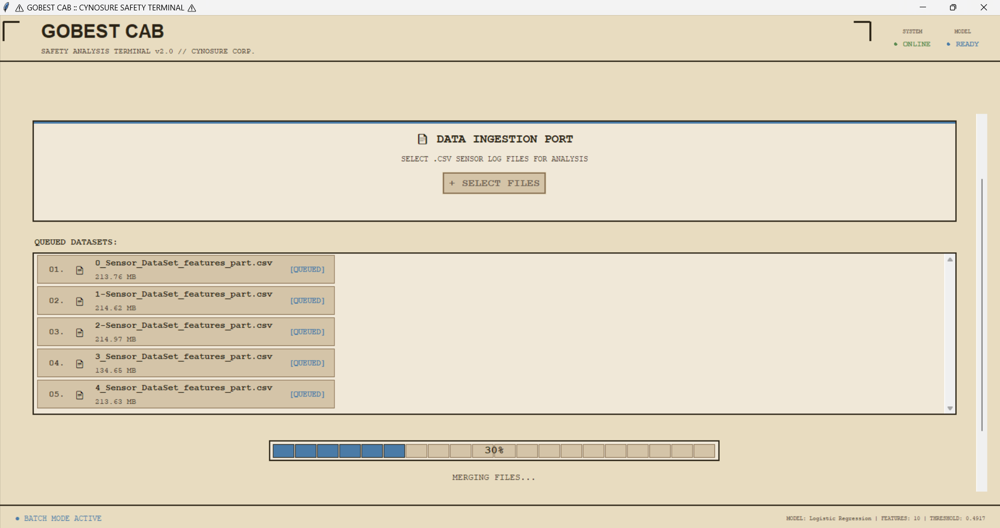 ⚠ GOBEST CAB :: CYNOSURE SAFETY TERMINAL ⚠
GOBEST CAB
SAFETY ANALYSIS TERMINAL v2.0 // CYNOSURE CORP.
SYSTEM
● ONLINE
MODEL
● READY
DATA INGESTION PORT
SELECT .CSV SENSOR LOG FILES FOR ANALYSIS
+ SELECT FILES
QUEUED DATASETS:
01. 0_Sensor_DataSet_features_part.csv [QUEUED]
213.76 MB
02. 1-Sensor_DataSet_features_part.csv [QUEUED]
214.62 MB
03. 2-Sensor_DataSet_features_part.csv [QUEUED]
214.97 MB
04. 3_Sensor_DataSet_features_part.csv [QUEUED]
134.65 MB
05. 4_Sensor_DataSet_features_part.csv [QUEUED]
213.63 MB
30%
MERGING FILES...
● BATCH MODE ACTIVE
MODEL: Logistic Regression | FEATURES: 10 | THRESHOLD: 0.4917